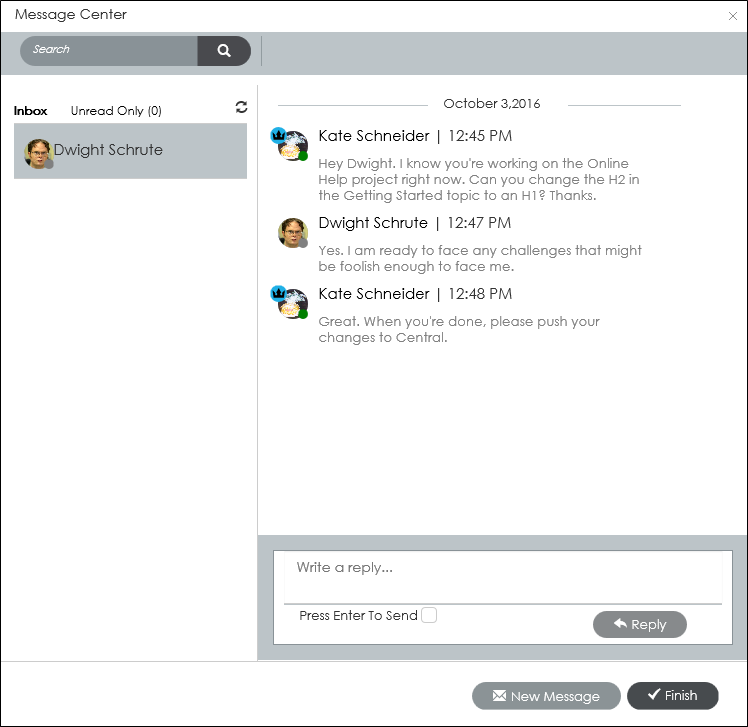 Message Center
Search
Inbox
Unread Only (0)
Dwight Schrute
October 3,2016
Kate Schneider | 12:45 PM
Hey Dwight. I know you're working on the Online
Help project right now. Can you change the H2 in
the Getting Started topic to an H1? Thanks.
Dwight Schrute | 12:47 PM
Yes. I am ready to face any challenges that might
be foolish enough to face me.
Kate Schneider | 12:48 PM
Great. When you're done, please push your
changes to Central.
Write a reply...
Press Enter To Send
Reply
New Message
Finish